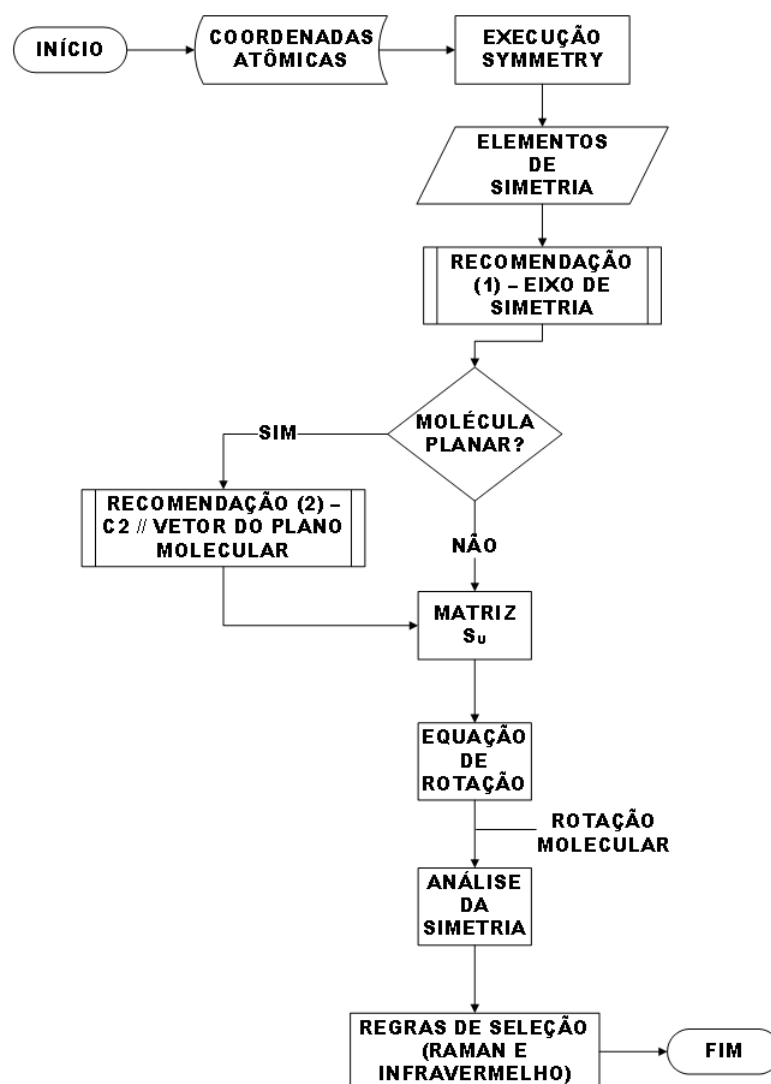 INÍCIO
COORDENADAS
ATÔMICAS
EXECUÇÃO
SYMMETRY
ELEMENTOS
DE
SIMETRIA
RECOMENDAÇÃO
(1) – EIXO DE
SIMETRIA
MOLÉCULA
PLANAR?
SIM
RECOMENDAÇÃO (2) –
C2 // VETOR DO PLANO
MOLECULAR
NÃO
MATRIZ
Sᵤ
EQUAÇÃO
DE
ROTAÇÃO
ROTAÇÃO
MOLECULAR
ANÁLISE
DA
SIMETRIA
REGRAS DE SELEÇÃO
(RAMAN E
INFRAVERMELHO)
FIM